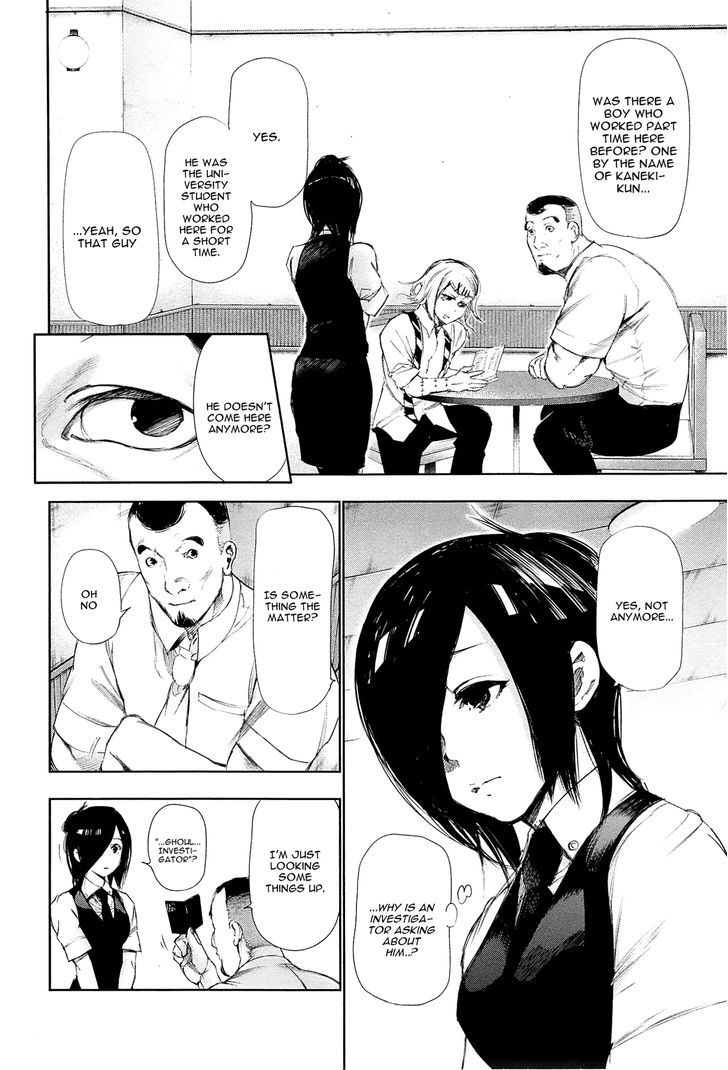 WAS THERE A
BOY WHO
WORKED PART
TIME HERE
BEFORE? ONE
BY THE NAME
OF KANEKI-
KUN...
YES.
HE WAS
THE UNI-
VERSITY
STUDENT
WHO
WORKED
HERE FOR
A SHORT
TIME.
...YEAH, SO
THAT GUY
HE DOESN'T
COME HERE
ANYMORE?
YES, NOT
ANYMORE...
IS SOME-
THING THE
MATTER?
OH
NO
I'M JUST
LOOKING
SOME
THINGS UP.
"...GHOUL...
INVESTI-
GATOR"?
...WHY IS AN
INVESTIGA-
TOR ASKING
ABOUT
HIM..?